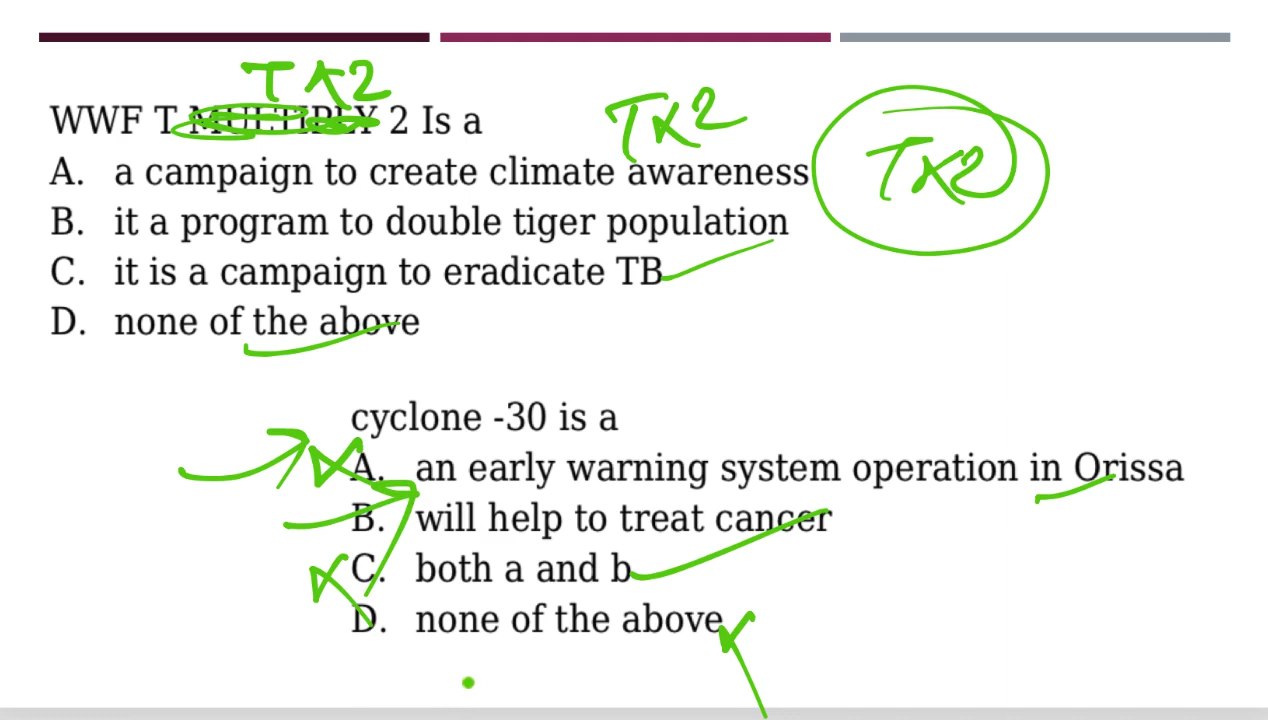 T x 2
WWF T MULTIPLY 2 Is a
Tx2
A. a campaign to create climate awareness
Tx2
B. it a program to double tiger population
C. it is a campaign to eradicate TB
D. none of the above
cyclone -30 is a
A. an early warning system operation in Orissa
B. will help to treat cancer
C. both a and b
D. none of the above